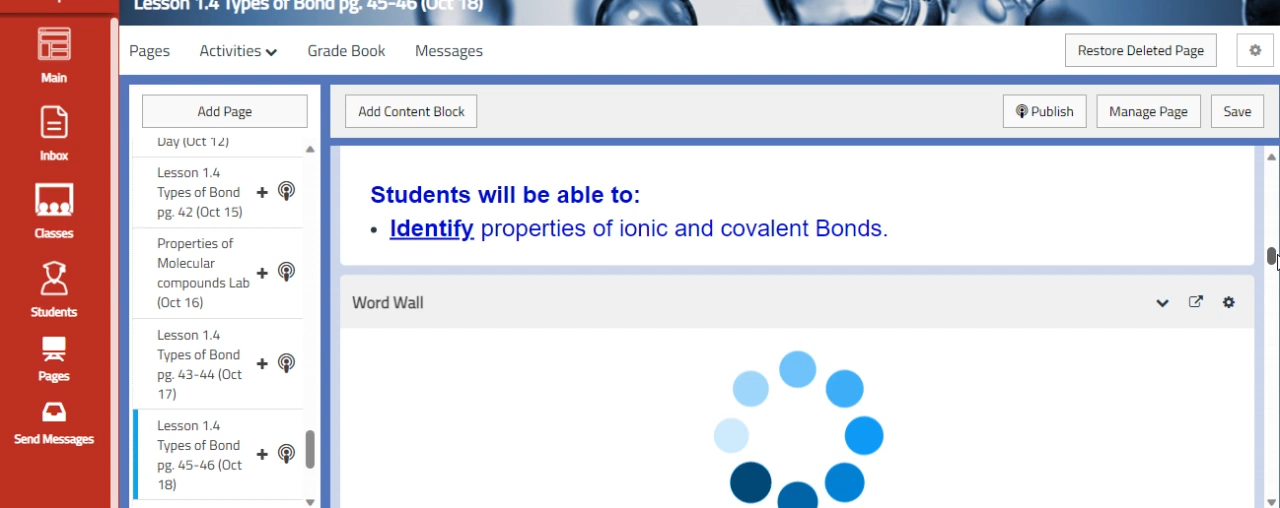 Lesson 1.4 Types of Bond pg. 45-46 (Oct 18)
Main
Inbox
Classes
Students
Pages
Send Messages
Pages
Activities
Grade Book
Messages
Restore Deleted Page
Add Page
Day (Oct 12)
Lesson 1.4
Types of Bond
pg. 42 (Oct 15)
Properties of
Molecular
compounds Lab
(Oct 16)
Lesson 1.4
Types of Bond
pg. 43-44 (Oct
17)
Lesson 1.4
Types of Bond
pg. 45-46 (Oct
18)
Add Content Block
Publish
Manage Page
Save
Students will be able to:
• Identify properties of ionic and covalent Bonds.
Word Wall